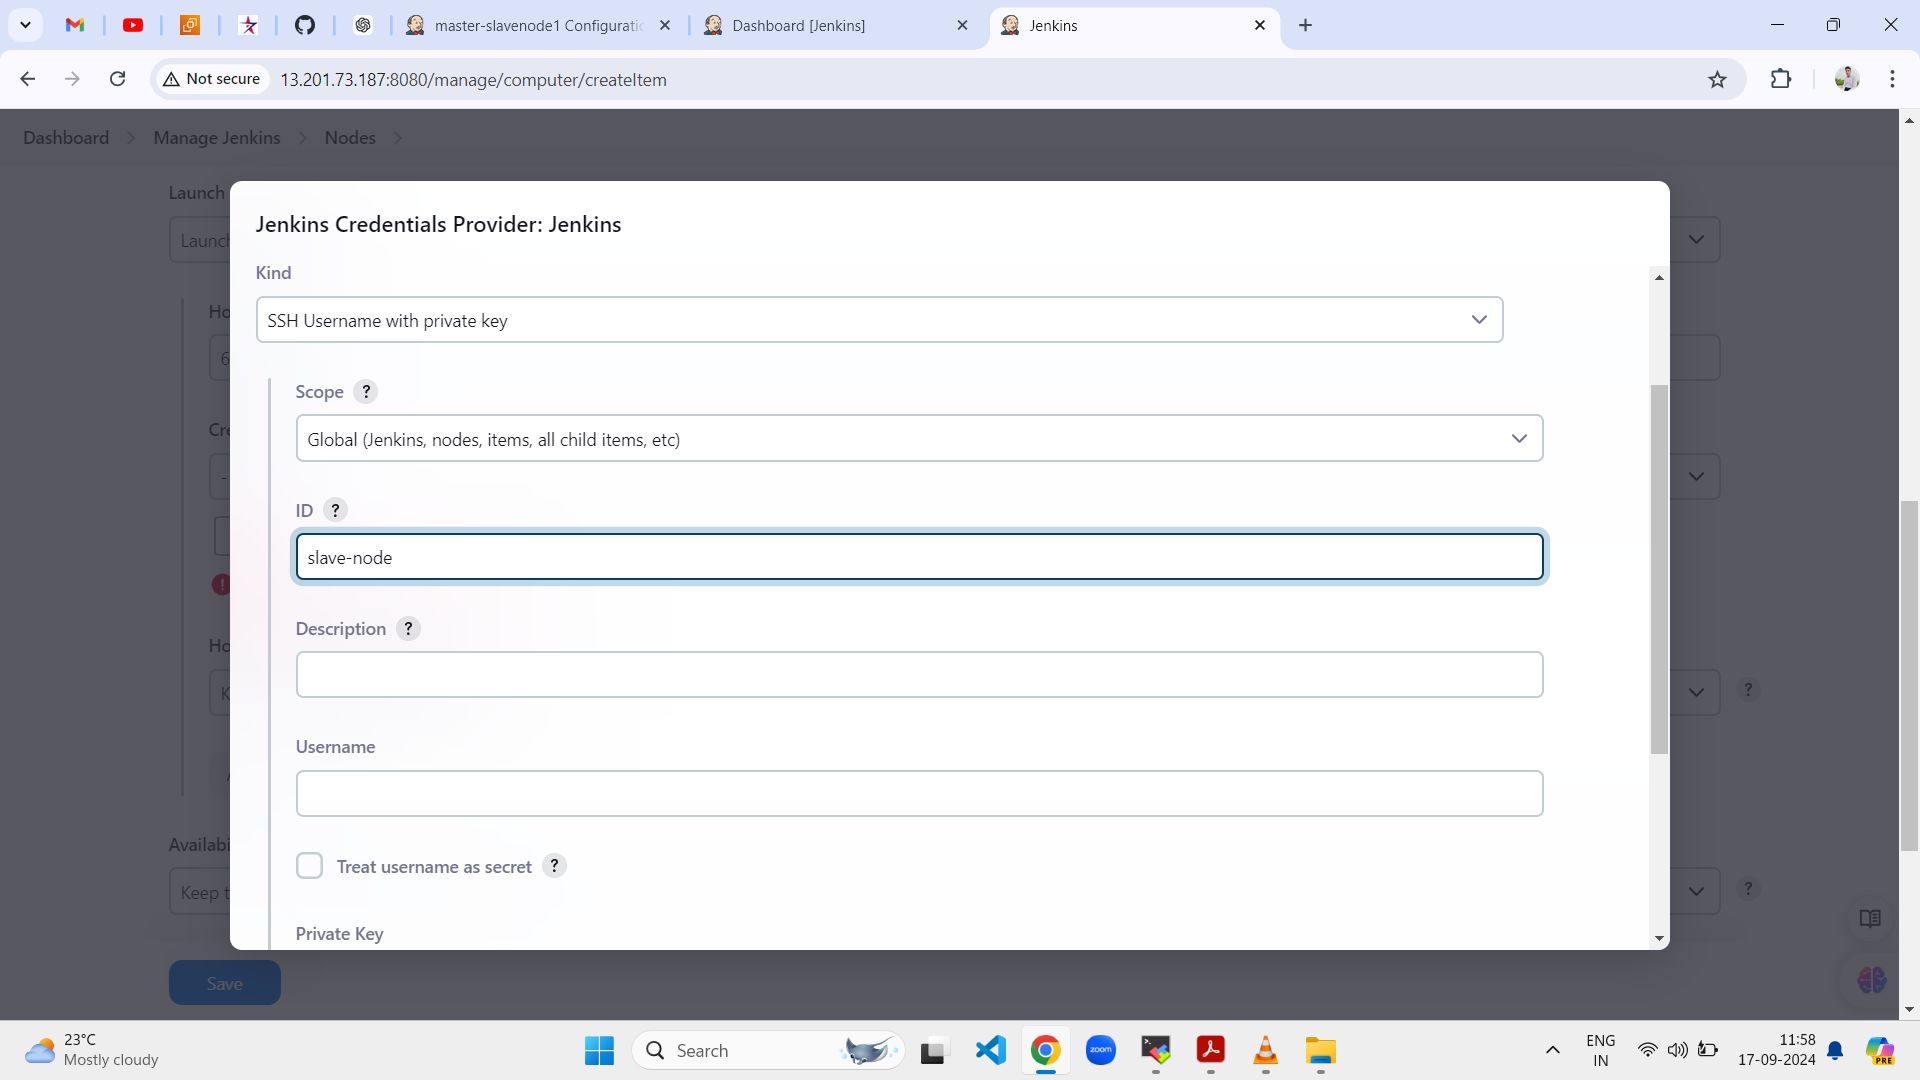 master-slavenode1 Configuratio
Dashboard [Jenkins]
Jenkins
Not secure
13.201.73.187:8080/manage/computer/createItem
Dashboard
Manage Jenkins
Nodes
Launch
Launch
Jenkins Credentials Provider: Jenkins
Kind
SSH Username with private key
Ho
6
Scope ?
Global (Jenkins, nodes, items, all child items, etc)
Cre
-
ID ?
slave-node
!
Description ?
Ho
K
?
Username
Treat username as secret ?
Availabi
Keep t
?
Private Key
Save
23°C
Mostly cloudy
Search
zoom
ENG
IN
11:58
17-09-2024
PRE